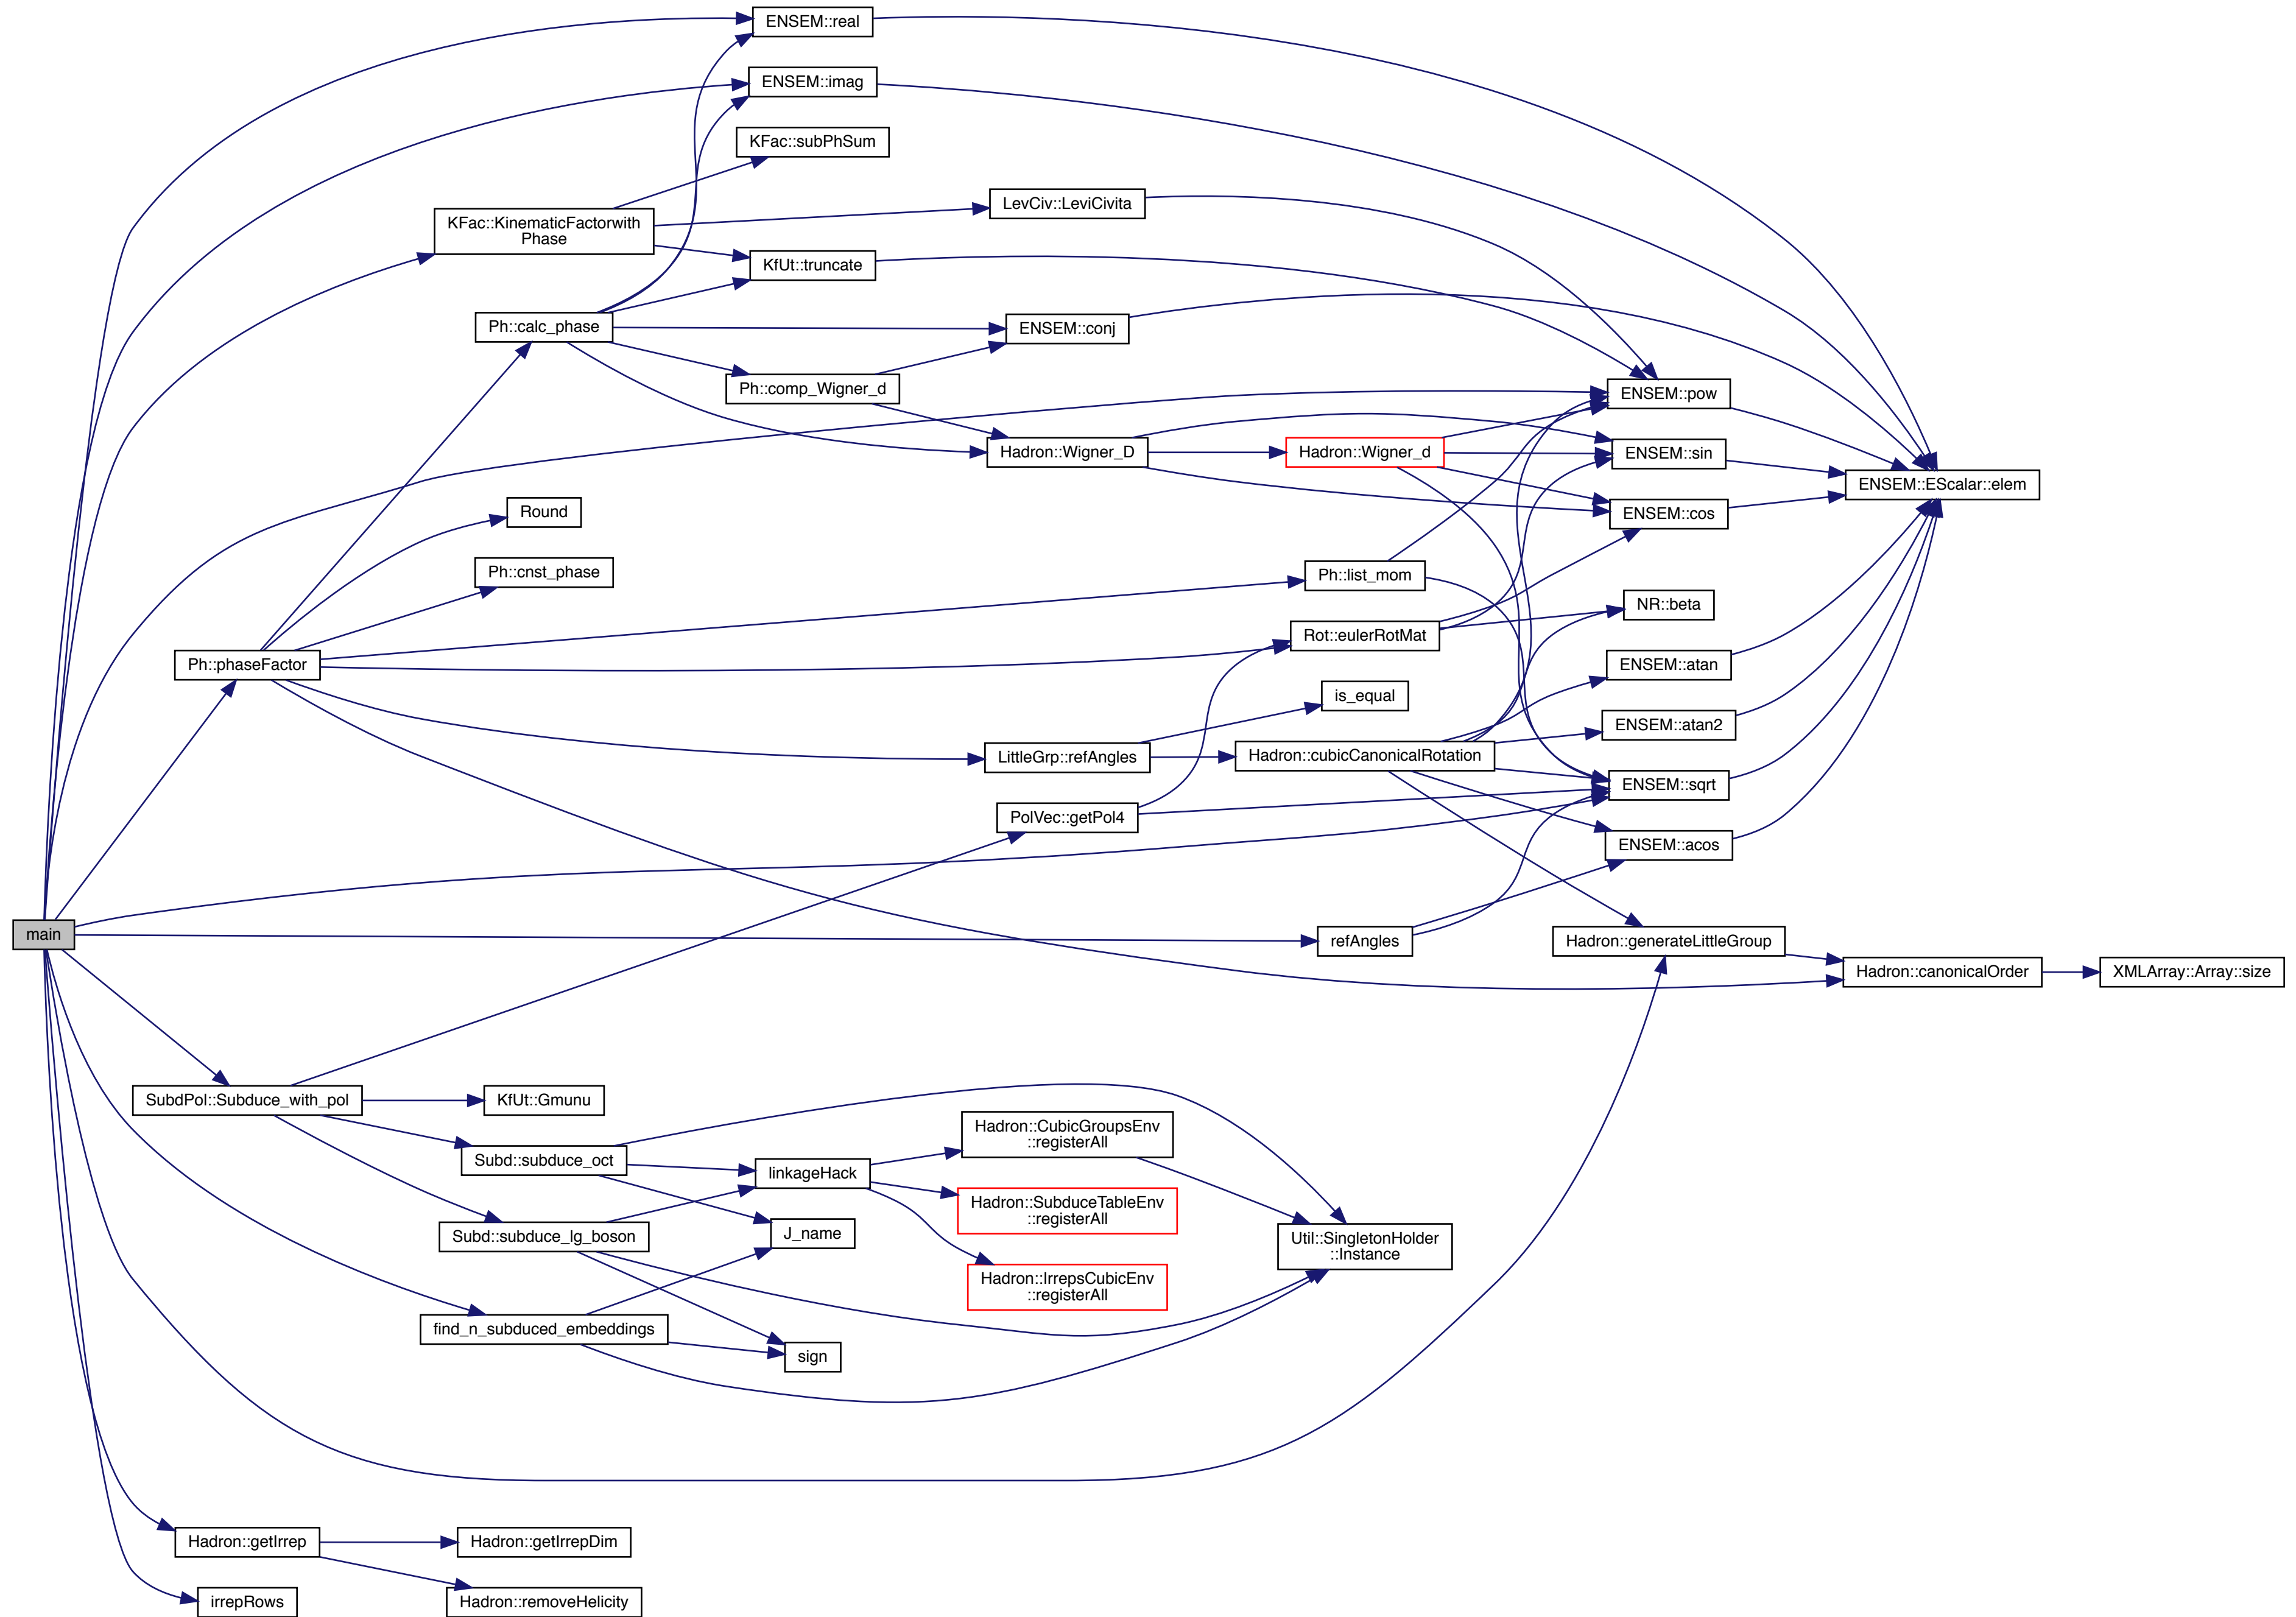 ENSEM::real
ENSEM::imag
KFac::subPhSum
LevCiv::LeviCivita
KFac::KinematicFactorwith
Phase
KfUt::truncate
Ph::calc_phase
ENSEM::conj
Ph::comp_Wigner_d
ENSEM::pow
Hadron::Wigner_D
Hadron::Wigner_d
ENSEM::sin
ENSEM::EScalar::elem
Round
ENSEM::cos
Ph::cnst_phase
Ph::list_mom
NR::beta
Rot::eulerRotMat
Ph::phaseFactor
ENSEM::atan
is_equal
ENSEM::atan2
LittleGrp::refAngles
Hadron::cubicCanonicalRotation
ENSEM::sqrt
PolVec::getPol4
ENSEM::acos
main
refAngles
Hadron::generateLittleGroup
Hadron::canonicalOrder
XMLArray::Array::size
SubdPol::Subduce_with_pol
KfUt::Gmunu
Hadron::CubicGroupsEnv
::registerAll
Subd::subduce_oct
linkageHack
Hadron::SubduceTableEnv
::registerAll
Subd::subduce_lg_boson
J_name
Util::SingletonHolder
::Instance
Hadron::IrrepsCubicEnv
::registerAll
find_n_subduced_embeddings
sign
Hadron::getIrrep
Hadron::getIrrepDim
irrepRows
Hadron::removeHelicity